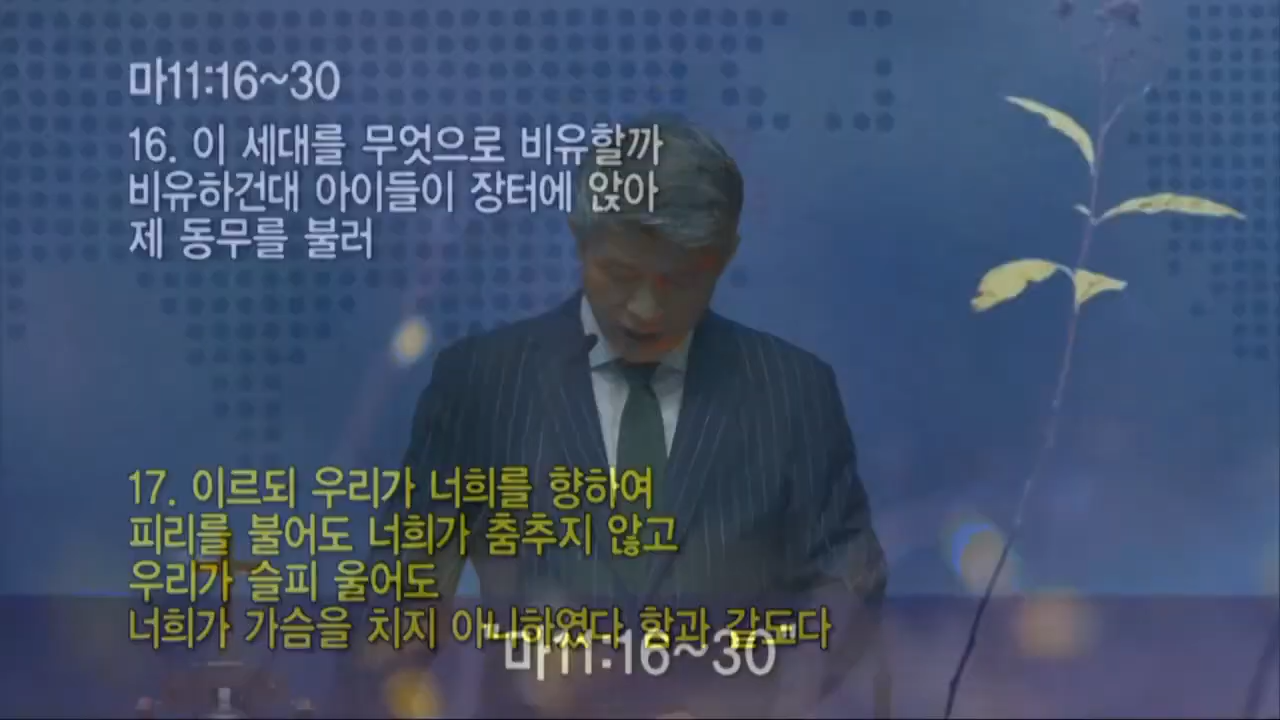 마11:16~30
16. 이 세대를 무엇으로 비유할까
비유하건대 아이들이 장터에 앉아
제 동무를 불러
17. 이르되 우리가 너희를 향하여
피리를 불어도 너희가 춤추지 않고
우리가 슬피 울어도
너희가 가슴을 치지 아니하였다 함과 같도다
"마11:16~30"